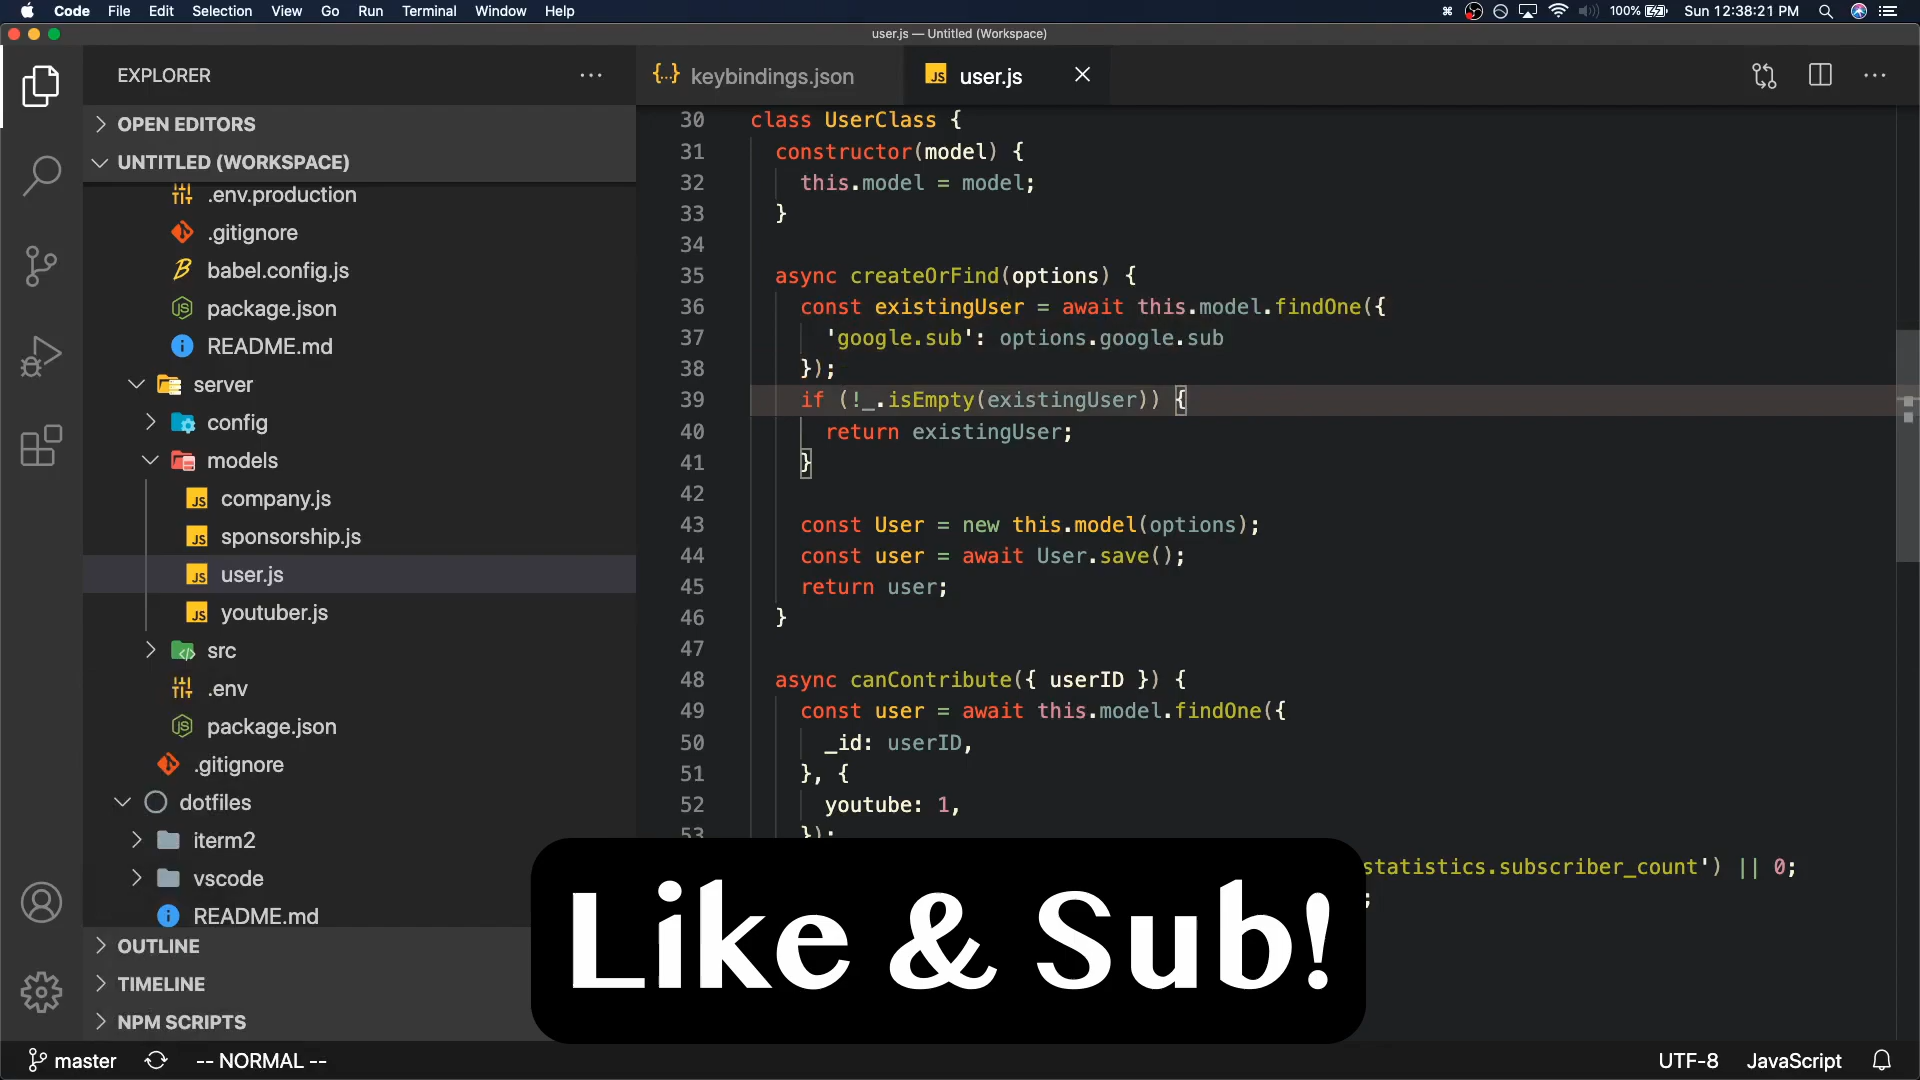 Code File Edit Selection View Go Run Terminal Window Help
100% Sun 12:38:21 PM
user.js — Untitled (Workspace)
EXPLORER
OPEN EDITORS
UNTITLED (WORKSPACE)
.env.production
.gitignore
babel.config.js
package.json
README.md
server
config
models
company.js
sponsorship.js
user.js
youtuber.js
src
.env
package.json
.gitignore
dotfiles
iterm2
vscode
README.md
OUTLINE
TIMELINE
NPM SCRIPTS
keybindings.json
user.js
30 class UserClass {
31 constructor(model) {
32 this.model = model;
33 }
34
35 async createOrFind(options) {
36 const existingUser = await this.model.findOne({
37 'google.sub': options.google.sub
38 });
39 if (!_.isEmpty(existingUser)) {
40 return existingUser;
41 }
42
43 const User = new this.model(options);
44 const user = await User.save();
45 return user;
46 }
47
48 async canContribute({ userID }) {
49 const user = await this.model.findOne({
50 _id: userID,
51 }, {
52 youtube: 1,
53 });
statistics.subscriber_count') || 0;
;
Like & Sub!
master -- NORMAL -- UTF-8 JavaScript